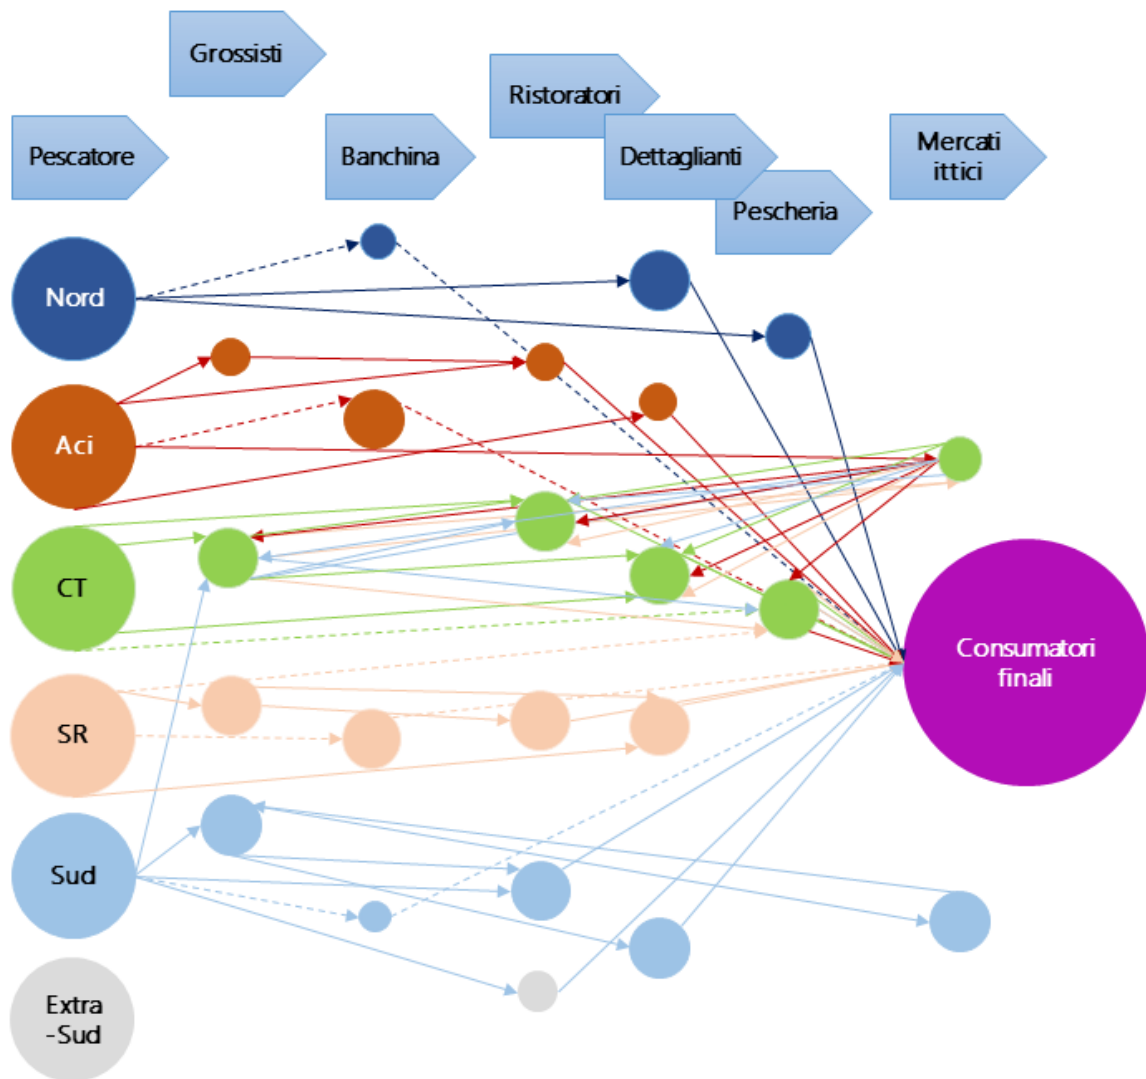 Grossisti
Ristoratori
Pescatore
Banchina
Dettaglianti
Mercati
ittici
Pescheria
Nord
Aci
CT
Consumatori
finali
SR
Sud
Extra
-Sud